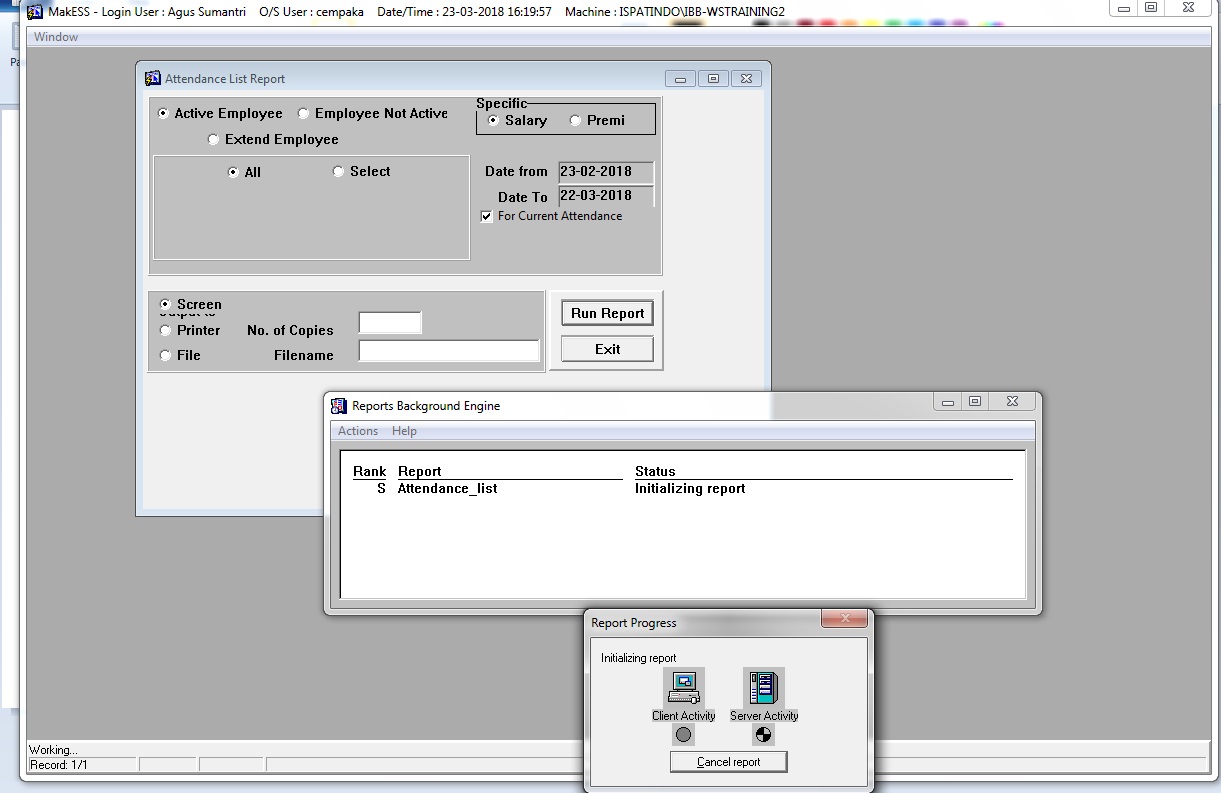 MakESS - Login User : Agus Sumantri O/S User : cempaka Date/Time : 23-03-2018 16:19:57 Machine : ISPATINDO\IBB-WSTRAINING2
Window
Pa
Attendance List Report
Active Employee Employee Not Active
Extend Employee
Specific
Salary Premi
All Select
Date from 23-02-2018
Date To 22-03-2018
For Current Attendance
Screen
Output to
Printer No. of Copies
File Filename
Run Report
Exit
Reports Background Engine
Actions Help
Rank Report Status
S Attendance_list Initializing report
Report Progress
Initializing report
Client Activity Server Activity
Cancel report
Working...
Record: 1/1